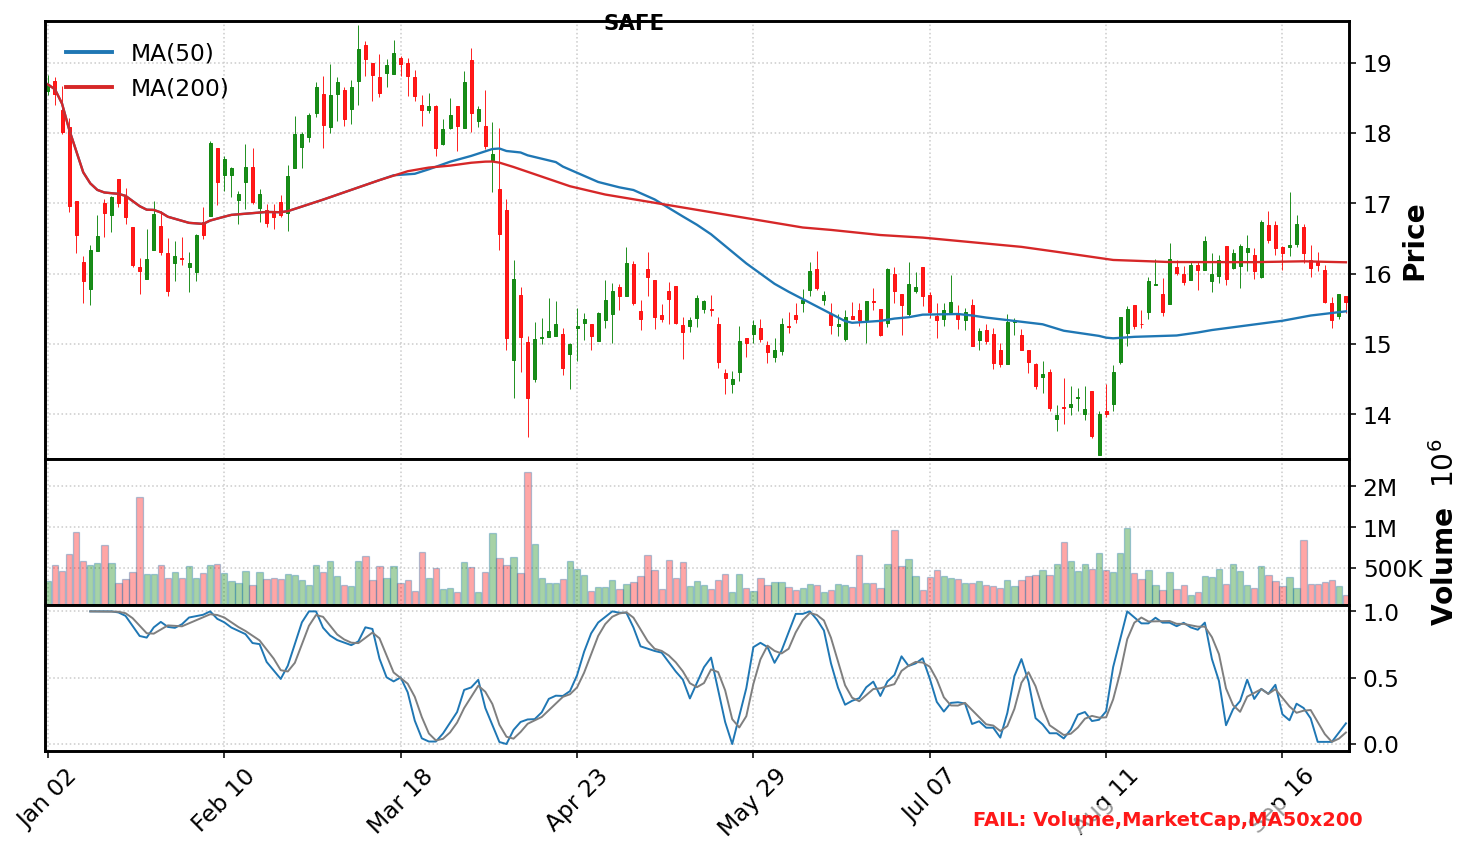 SAFE
MA(50)
MA(200)
19
18
17
16
15
14
Price
2M
1M
500K
Volume 10⁶
1.0
0.5
0.0
Jan 02
Feb 10
Mar 18
Apr 23
May 29
Jul 07
Aug 11
Sep 16
FAIL: Volume,MarketCap,MA50x200